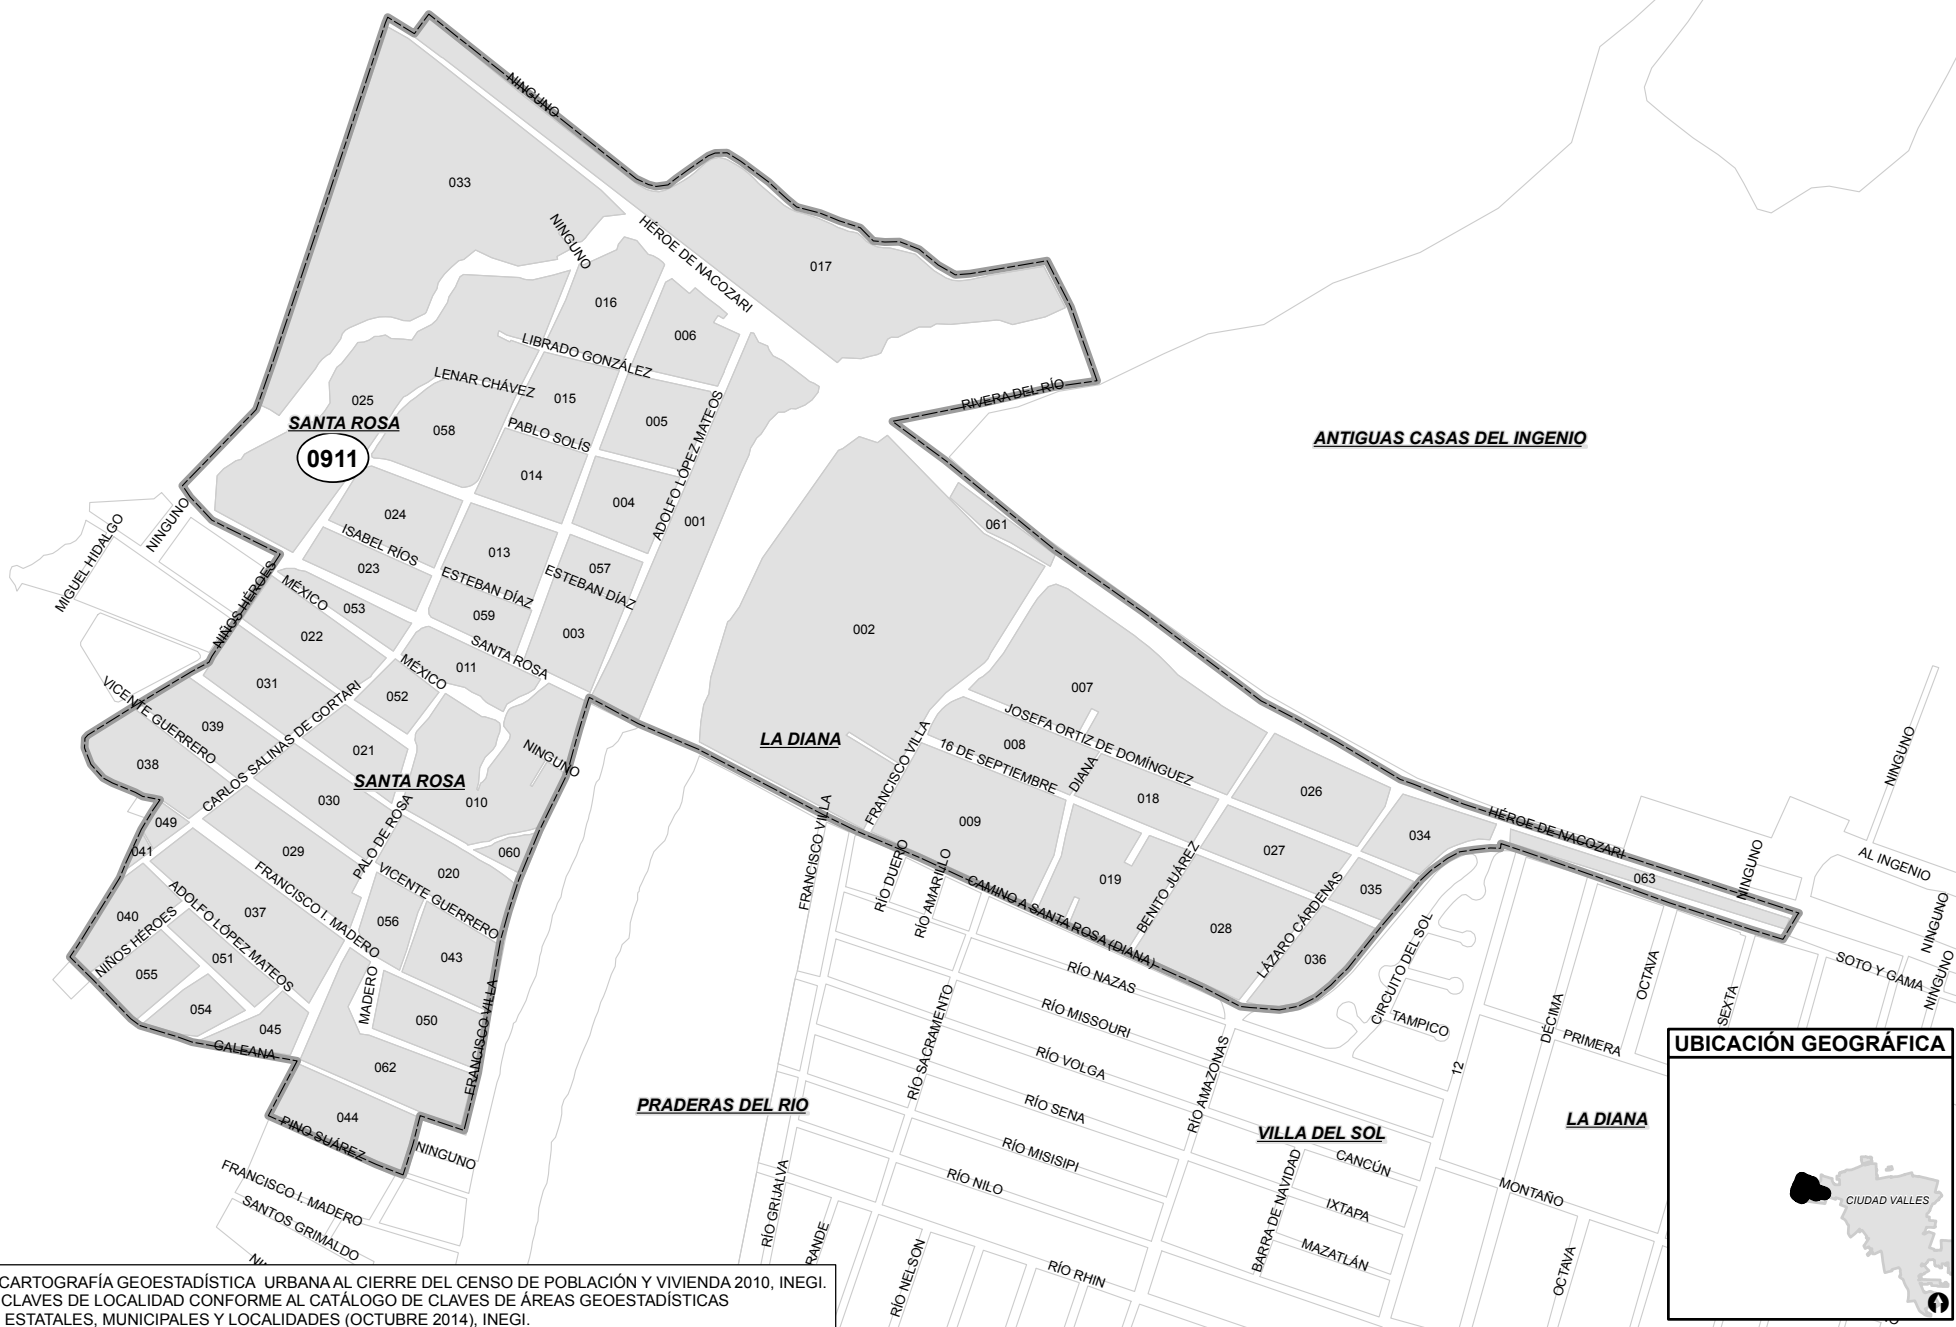 NINGUNO
033
017
NINGUNO
HÉROE DE NACOZARI
016
006
LIBRADO GONZÁLEZ
LENAR CHÁVEZ
RIVERA DEL RÍO
025
015
SANTA ROSA
0911
058
PABLO SOLÍS
005
ADOLFO LÓPEZ MATEOS
ANTIGUAS CASAS DEL INGENIO
014
004
001
061
024
ISABEL RÍOS
013
057
NINGUNO
MIGUEL HIDALGO
023
ESTEBAN DÍAZ
ESTEBAN DÍAZ
NIÑOS HÉROES
MÉXICO
053
059
003
002
022
SANTA ROSA
011
MÉXICO
031
052
007
VICENTE GUERRERO
039
CARLOS SALINAS DE GORTARI
021
JOSEFA ORTIZ DE DOMÍNGUEZ
LA DIANA
008
16 DE SEPTIEMBRE
FRANCISCO VILLA
NINGUNO
DIANA
NINGUNO
038
SANTA ROSA
030
010
PALO DE ROSA
018
026
049
009
FRANCISCO VILLA
HÉROE DE NACOZARI
034
041
029
060
027
020
VICENTE GUERRERO
FRANCISCO I. MADERO
RÍO DUERO
RÍO AMARILLO
CAMINO A SANTA ROSA (DIANA)
019
BENITO JUÁREZ
035
063
NINGUNO
AL INGENIO
ADOLFO LÓPEZ MATEOS
040
037
056
NIÑOS HÉROES
028
LÁZARO CÁRDENAS
CIRCUITO DEL SOL
NINGUNO
051
043
036
055
RÍO NAZAS
OCTAVA
SOTO Y GAMA
NINGUNO
MADERO
FRANCISCO VILLA
054
045
050
RÍO SACRAMENTO
RÍO MISSOURI
TAMPICO
DÉCIMA
SEXTA
PRIMERA
GALEANA
062
RÍO VOLGA
RÍO AMAZONAS
12
UBICACIÓN GEOGRÁFICA
044
PRADERAS DEL RIO
RÍO SENA
VILLA DEL SOL
LA DIANA
PINO SUÁREZ
NINGUNO
RÍO MISISIPI
CANCÚN
FRANCISCO I. MADERO
RÍO NILO
RÍO GRIJALVA
BARRA DE NAVIDAD
IXTAPA
MONTAÑO
CIUDAD VALLES
SANTOS GRIMALDO
RANDE
RÍO NELSON
MAZATLÁN
RÍO RHIN
OCTAVA
CARTOGRAFÍA GEOESTADÍSTICA URBANA AL CIERRE DEL CENSO DE POBLACIÓN Y VIVIENDA 2010, INEGI.
CLAVES DE LOCALIDAD CONFORME AL CATÁLOGO DE CLAVES DE ÁREAS GEOESTADÍSTICAS
ESTATALES, MUNICIPALES Y LOCALIDADES (OCTUBRE 2014), INEGI.